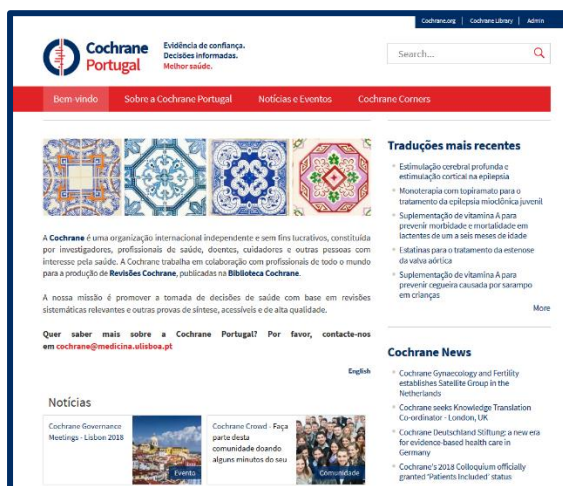 Cochrane.org | Cochrane Library | Admin
Cochrane
Portugal
Evidência de confiança.
Decisões informadas.
Melhor saúde.
Search...
Bem-vindo
Sobre a Cochrane Portugal
Notícias e Eventos
Cochrane Corners
A Cochrane é uma organização internacional independente e sem fins lucrativos, constituída
por investigadores, profissionais de saúde, doentes, cuidadores e outras pessoas com
interesse pela saúde. A Cochrane trabalha em colaboração com profissionais de todo o mundo
para a produção de Revisões Cochrane, publicadas na Biblioteca Cochrane.
A nossa missão é promover a tomada de decisões de saúde com base em revisões
sistemáticas relevantes e outras provas de síntese, acessíveis e de alta qualidade.
Quer saber mais sobre a Cochrane Portugal? Por favor, contacte-nos
em cochrane@medicina.ulisboa.pt
English
Notícias
Cochrane Governance
Meetings - Lisbon 2018
Evento
Cochrane Crowd - Faça
parte desta
comunidade doando
alguns minutos do seu
Comunidade
Traduções mais recentes
Estimulação cerebral profunda e
estimulação cortical na epilepsia
Monoterapia com topiramato para o
tratamento da epilepsia mioclônica juvenil
Suplementação de vitamina A para
prevenir morbidade e mortalidade em
lactentes de um a seis meses de idade
Estatinas para o tratamento da estenose
da valva aórtica
Suplementação de vitamina A para
prevenir cegueira causada por sarampo
em crianças
More
Cochrane News
Cochrane Gynaecology and Fertility
establishes Satellite Group in the
Netherlands
Cochrane seeks Knowledge Translation
Co-ordinator - London, UK
Cochrane Deutschland Stiftung: a new era
for evidence-based health care in
Germany
Cochrane's 2018 Colloquium officially
granted 'Patients Included' status